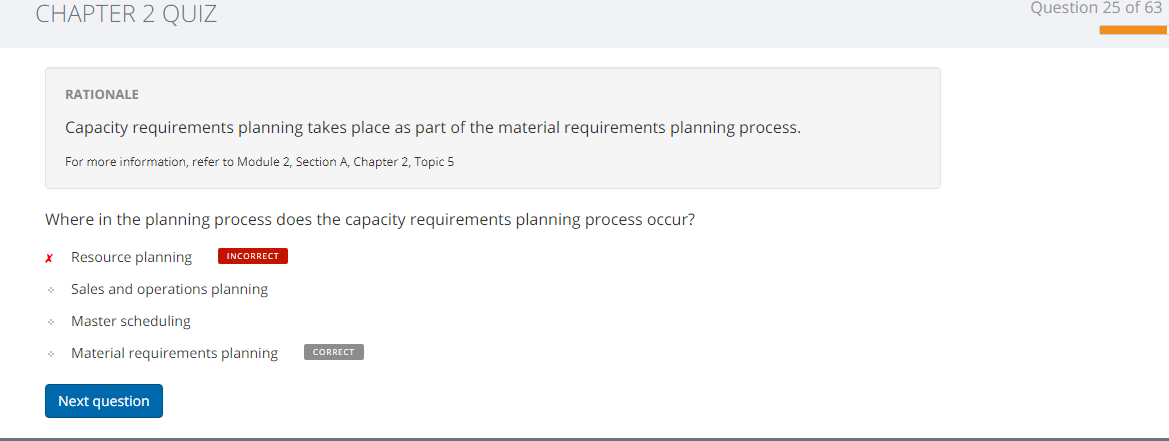 CHAPTER 2 QUIZ
Question 25 of 63
RATIONALE
Capacity requirements planning takes place as part of the material requirements planning process.
For more information, refer to Module 2, Section A, Chapter 2, Topic 5
Where in the planning process does the capacity requirements planning process occur?
✗ Resource planning INCORRECT
Sales and operations planning
Master scheduling
Material requirements planning CORRECT
Next question